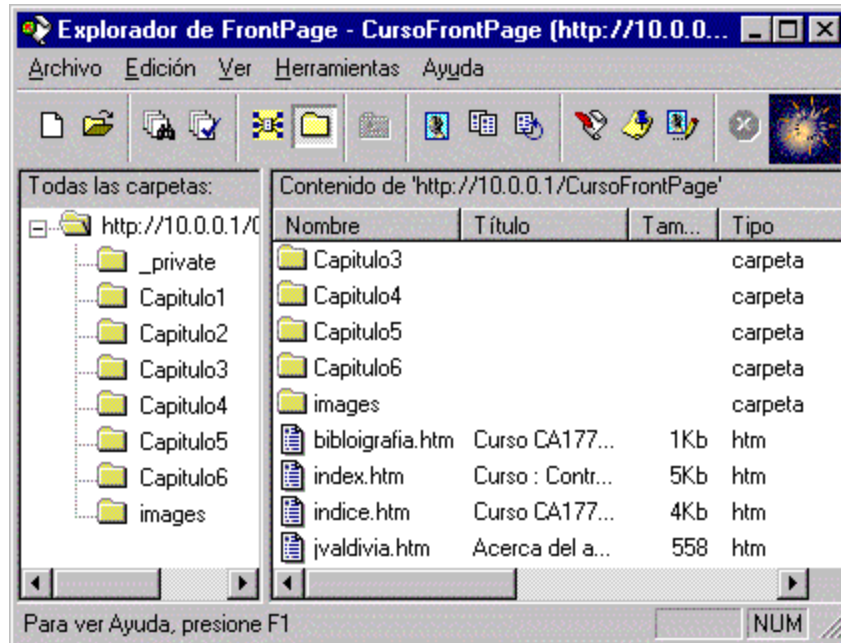 Explorador de FrontPage - CursoFrontPage (http://10.0.0...
Archivo Edición Ver Herramientas Ayuda
Todas las carpetas:
http://10.0.0.1/C
_private
Capitulo1
Capitulo2
Capitulo3
Capitulo4
Capitulo5
Capitulo6
images
Contenido de 'http://10.0.0.1/CursoFrontPage'
Nombre Título Tam... Tipo
Capitulo3 carpeta
Capitulo4 carpeta
Capitulo5 carpeta
Capitulo6 carpeta
images carpeta
bibloigrafia.htm Curso CA177... 1Kb htm
index.htm Curso : Contr... 5Kb htm
indice.htm Curso CA177... 4Kb htm
jvaldivia.htm Acerca del a... 558 htm
Para ver Ayuda, presione F1 NUM